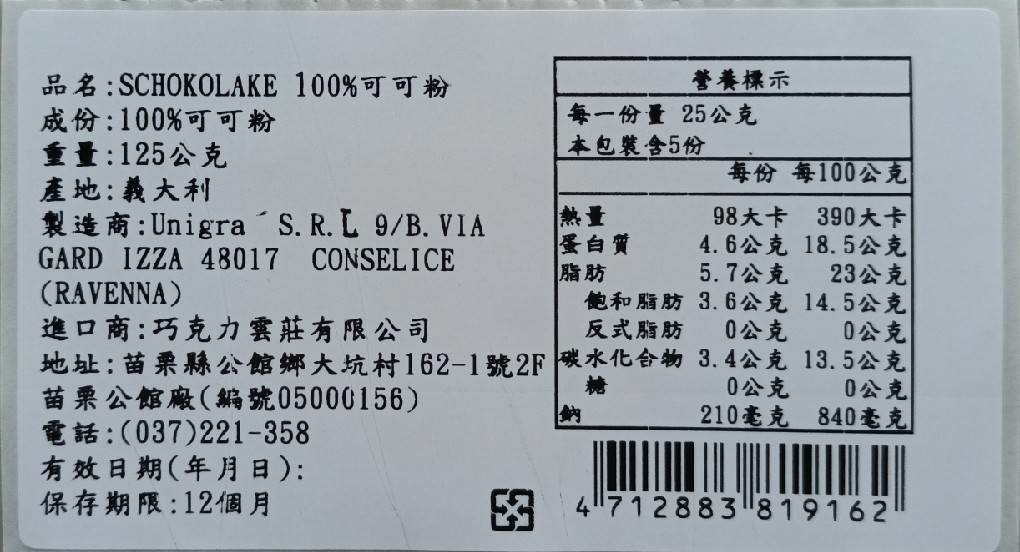 品名:SCHOKOLAKE 100%可可粉
成份:100%可可粉
重量:125公克
產地:義大利
製造商:Unigra´ S.R.L 9/B.VIA
GARD IZZA 48017 CONSELICE
(RAVENNA)
進口商:巧克力雲莊有限公司
地址:苗栗縣公館鄉大坑村162-1號2F
苗栗公館廠(編號05000156)
電話:(037)221-358
有效日期(年月日):
保存期限:12個月
營養標示
每一份量 25公克
本包裝含5份
每份 每100公克
熱量 98大卡 390大卡
蛋白質 4.6公克 18.5公克
脂肪 5.7公克 23公克
飽和脂肪 3.6公克 14.5公克
反式脂肪 0公克 0公克
碳水化合物 3.4公克 13.5公克
糖 0公克 0公克
鈉 210毫克 840毫克
4 712883 819162